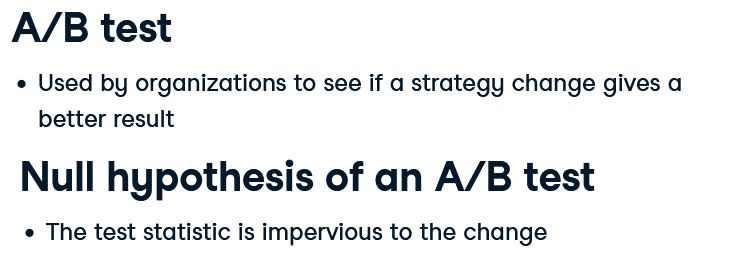 A/B test
• Used by organizations to see if a strategy change gives a
better result
Null hypothesis of an A/B test
• The test statistic is impervious to the change